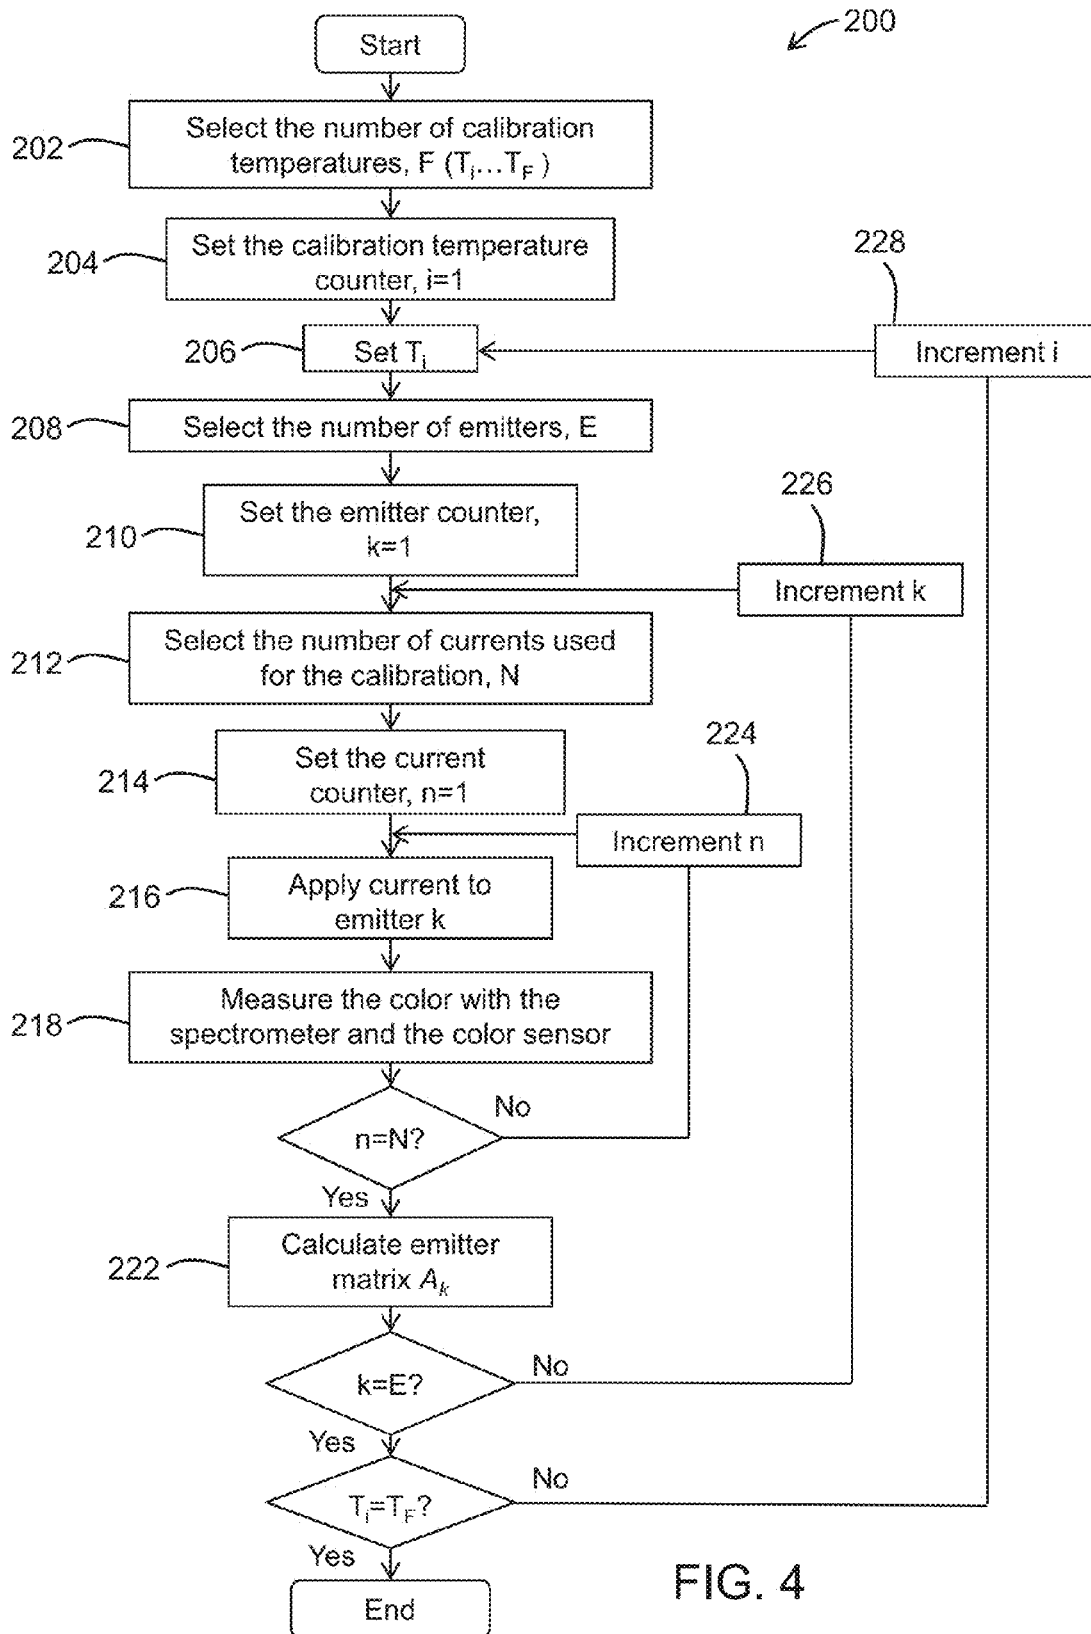 200
Start
202
Select the number of calibration
temperatures, F (Ti...TF)
204
Set the calibration temperature
counter, i=1
228
206
Set Ti
Increment i
208
Select the number of emitters, E
226
210
Set the emitter counter,
k=1
Increment k
212
Select the number of currents used
for the calibration, N
224
214
Set the current
counter, n=1
Increment n
216
Apply current to
emitter k
218
Measure the color with the
spectrometer and the color sensor
No
n=N?
Yes
222
Calculate emitter
matrix Ak
No
k=E?
Yes
No
Ti=TF?
Yes
End
FIG. 4